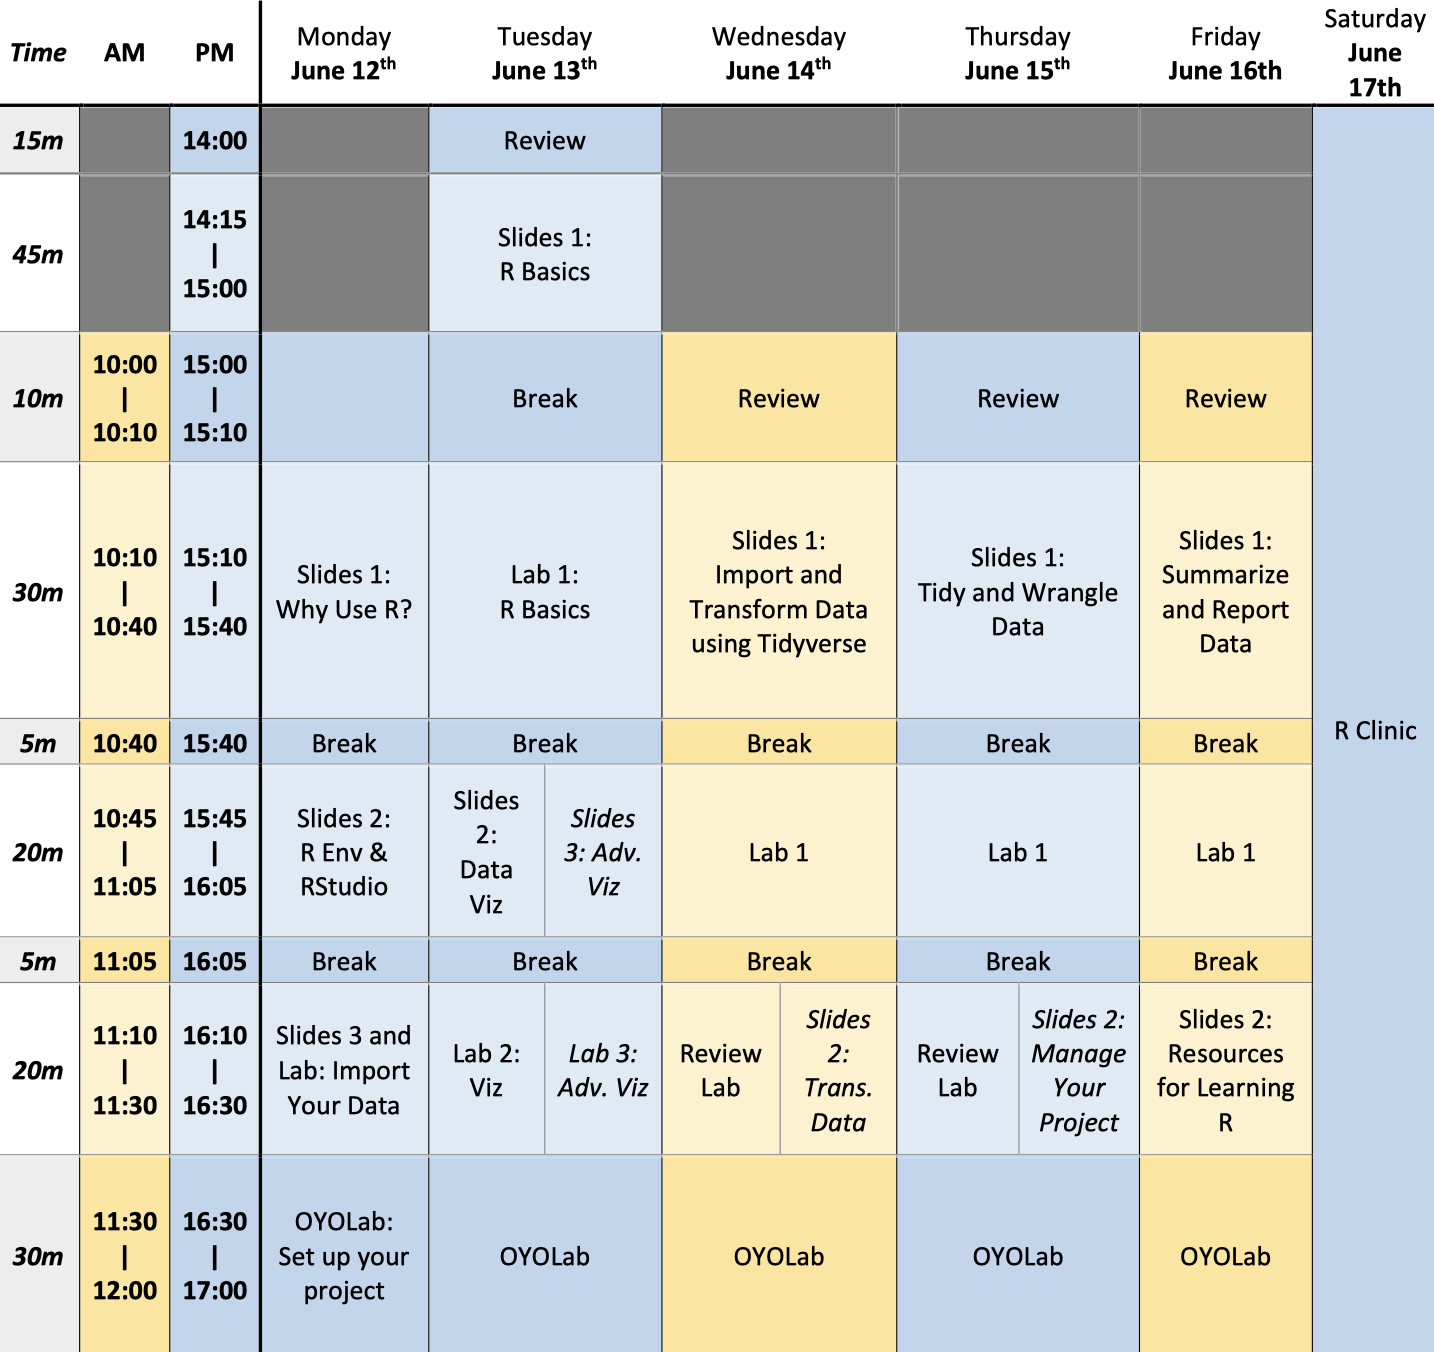 Time AM PM Monday June 12th Tuesday June 13th Wednesday June 14th Thursday June 15th Friday June 16th Saturday June 17th
15m 14:00 Review
45m 14:15 | 15:00 Slides 1: R Basics
10m 10:00 | 10:10 15:00 | 15:10 Break Review Review Review
30m 10:10 | 10:40 15:10 | 15:40 Slides 1: Why Use R? Lab 1: R Basics Slides 1: Import and Transform Data using Tidyverse Slides 1: Tidy and Wrangle Data Slides 1: Summarize and Report Data
R Clinic
5m 10:40 15:40 Break Break Break Break Break
20m 10:45 | 11:05 15:45 | 16:05 Slides 2: R Env & RStudio Slides 2: Data Viz Slides 3: Adv. Viz Lab 1 Lab 1 Lab 1
5m 11:05 16:05 Break Break Break Break Break
20m 11:10 | 11:30 16:10 | 16:30 Slides 3 and Lab: Import Your Data Lab 2: Viz Lab 3: Adv. Viz Review Lab Slides 2: Trans. Data Review Lab Slides 2: Manage Your Project Slides 2: Resources for Learning R
30m 11:30 | 12:00 16:30 | 17:00 OYOLab: Set up your project OYOLab OYOLab OYOLab OYOLab